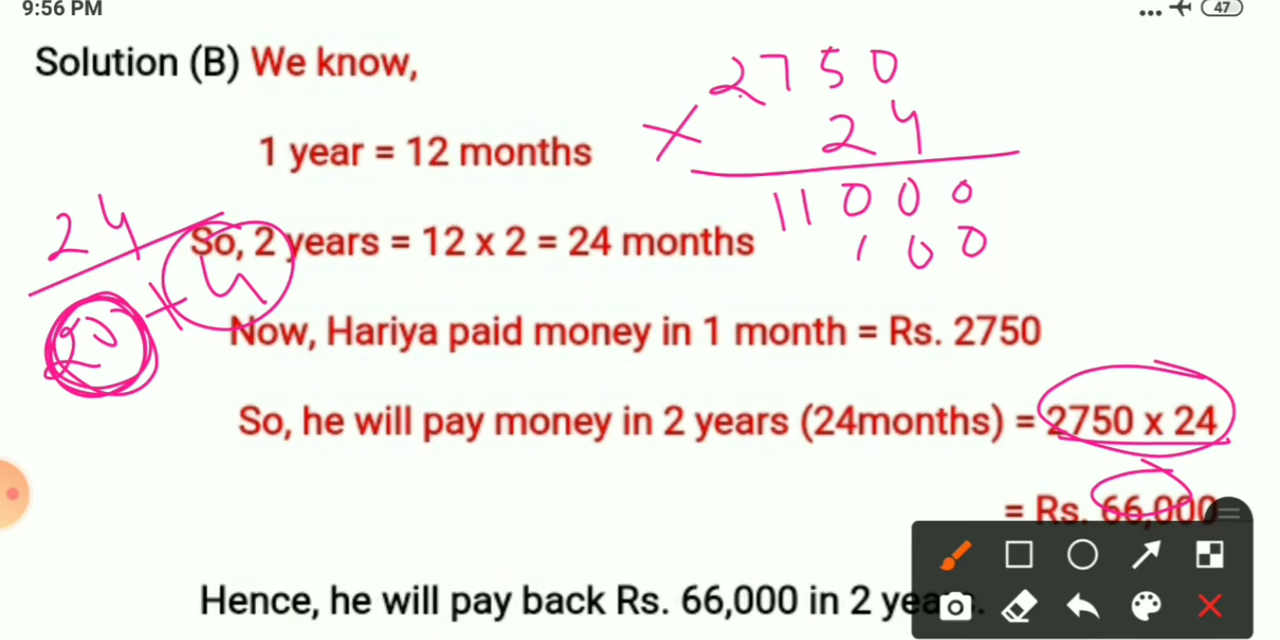 9:56 PM 47
Solution (B) We know,
2750
1 year = 12 months
x 24
11000
24
So, 2 years = 12 x 2 = 24 months
100
20 + 4
Now, Hariya paid money in 1 month = Rs. 2750
So, he will pay money in 2 years (24months) = 2750 x 24
= Rs. 66,000
Hence, he will pay back Rs. 66,000 in 2 yea